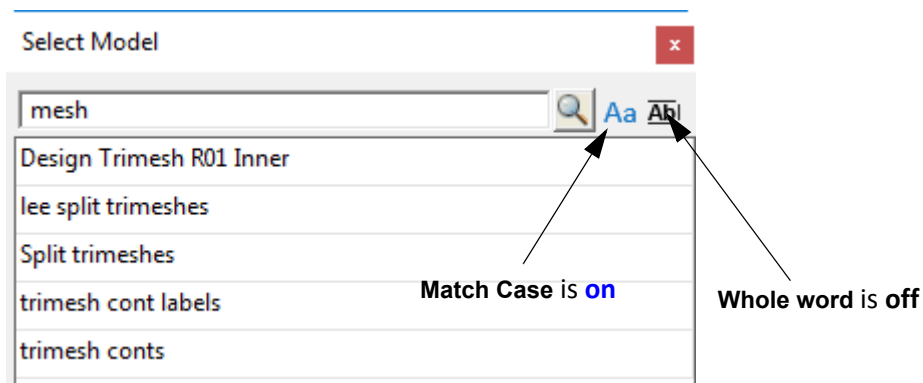 Select Model
x
mesh
Aa Abl
Design Trimesh R01 Inner
lee split trimeshes
Split trimeshes
trimesh cont labels
trimesh conts
Match Case is on
Whole word is off